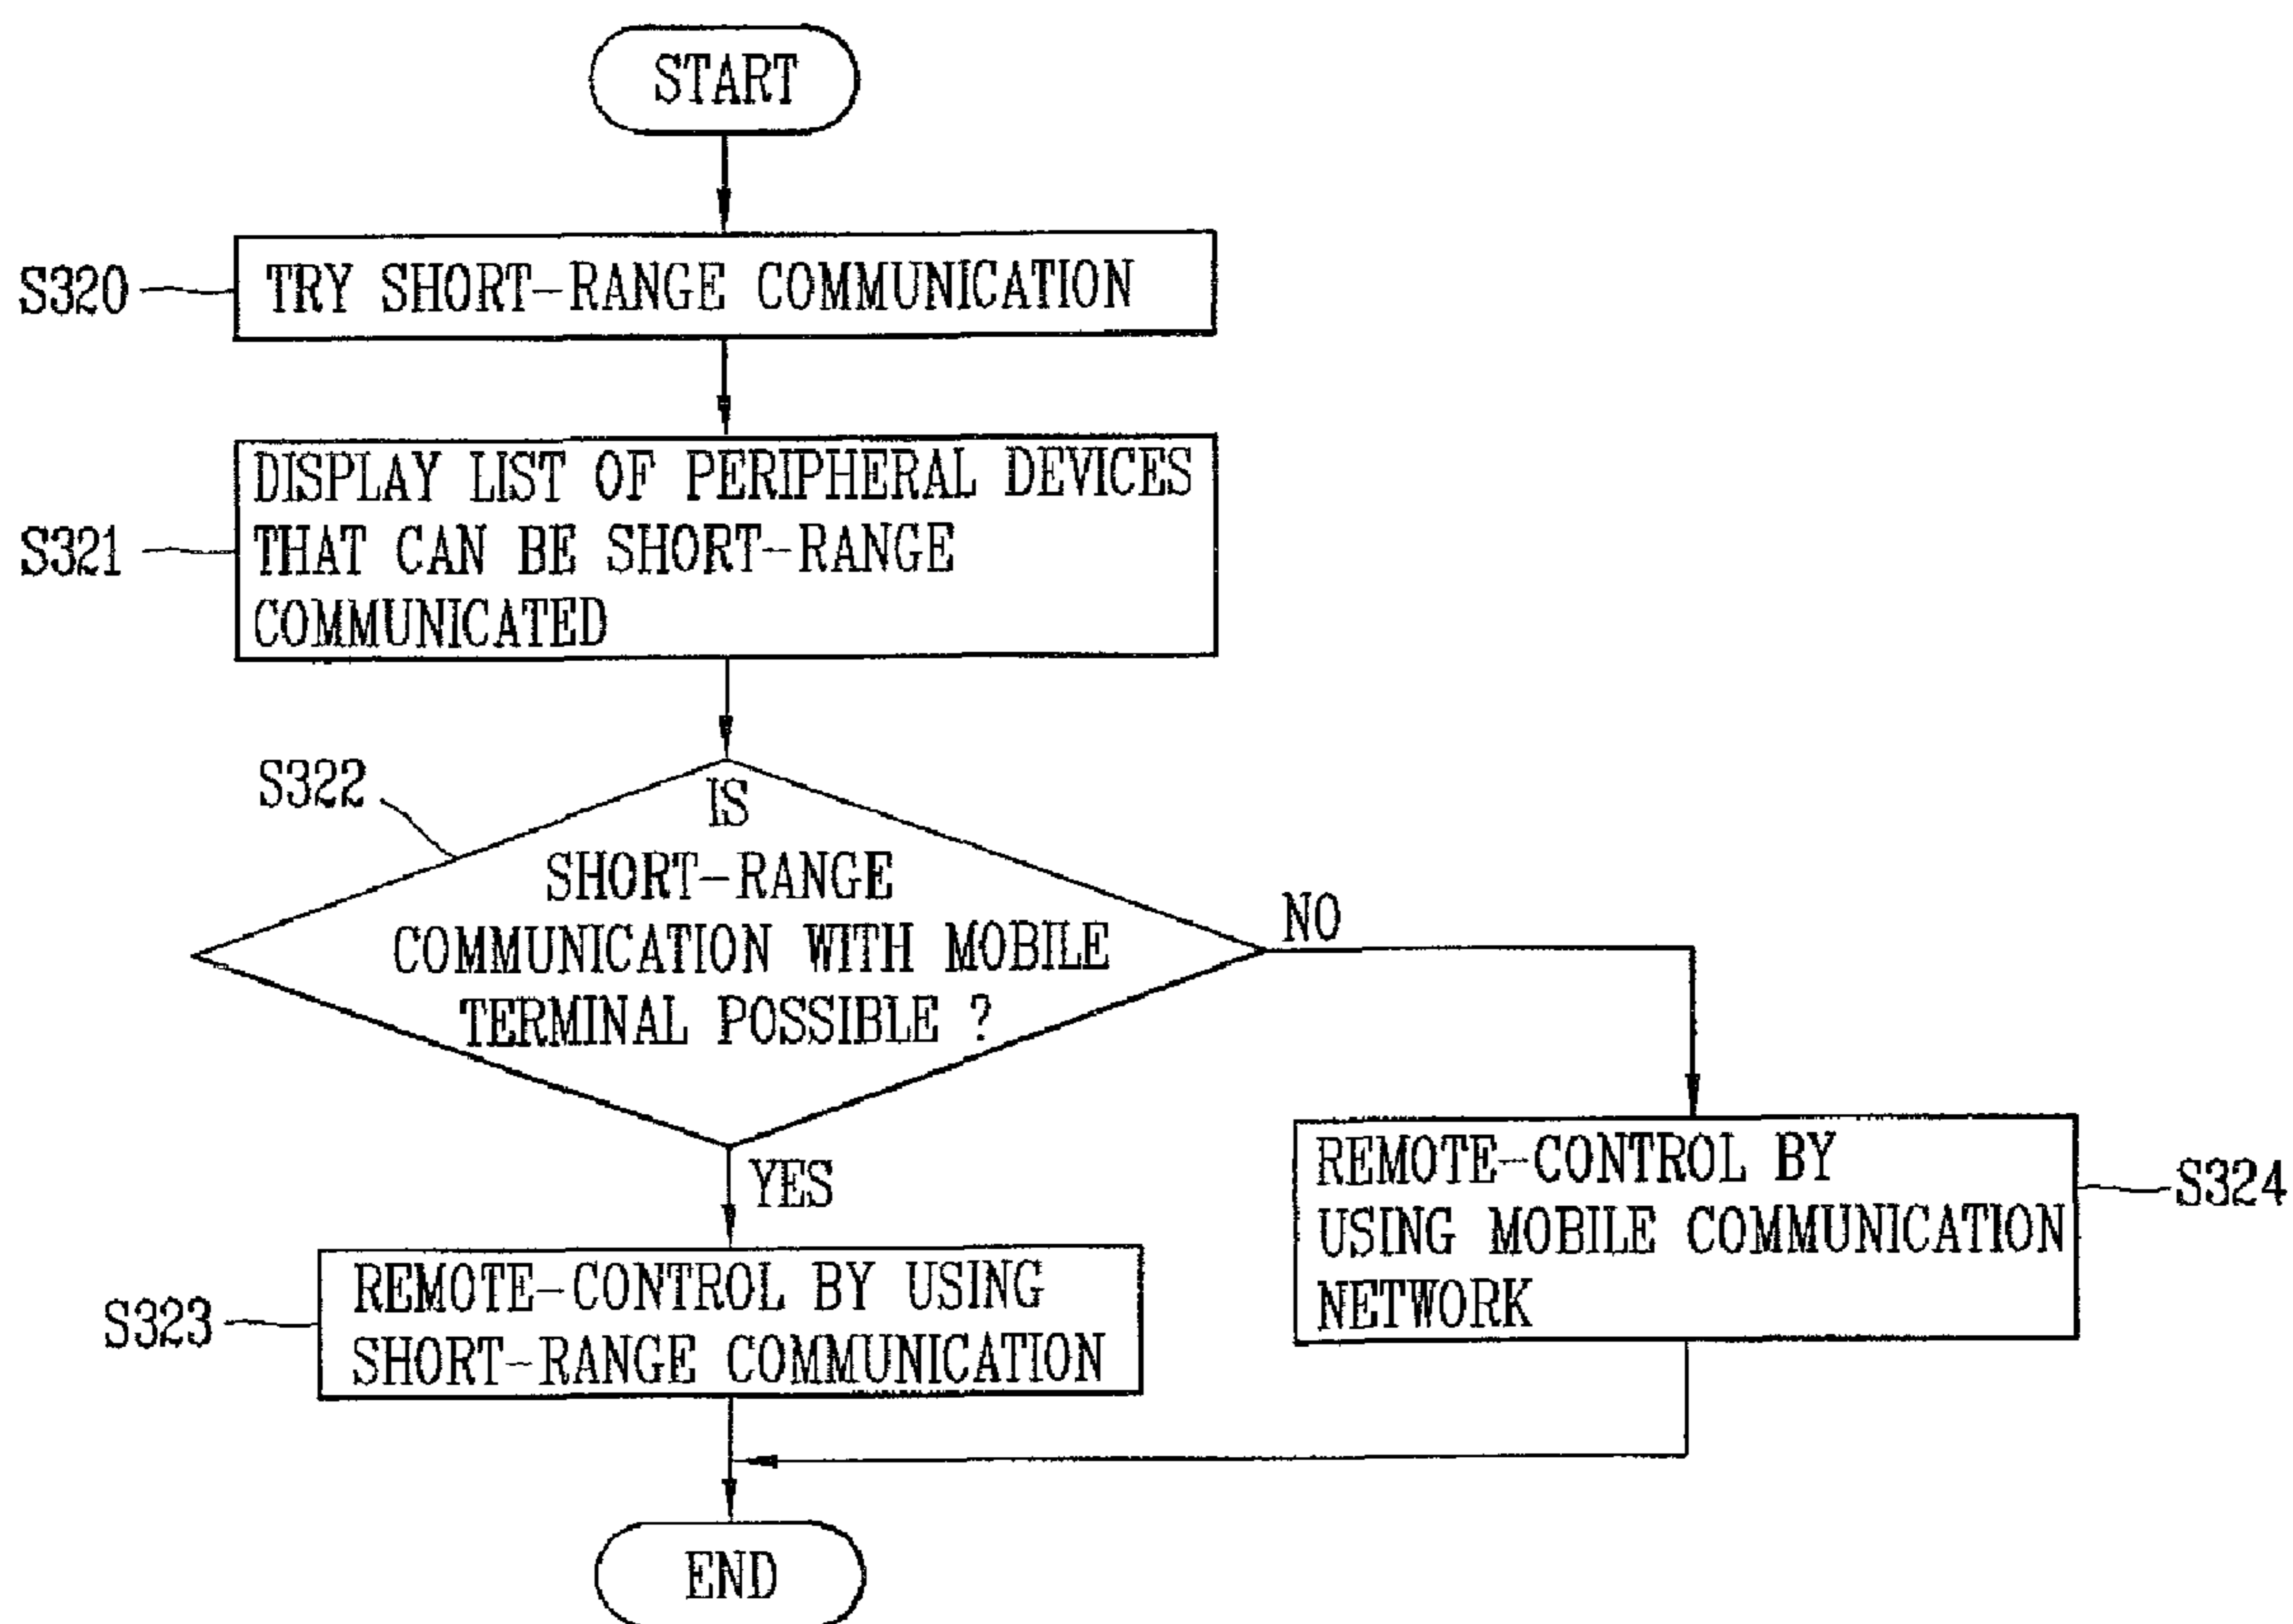 START
S320
TRY SHORT-RANGE COMMUNICATION
S321
DISPLAY LIST OF PERIPHERAL DEVICES
THAT CAN BE SHORT-RANGE
COMMUNICATED
S322
IS
SHORT-RANGE
COMMUNICATION WITH MOBILE
TERMINAL POSSIBLE ?
NO
YES
S323
REMOTE-CONTROL BY USING
SHORT-RANGE COMMUNICATION
REMOTE-CONTROL BY
USING MOBILE COMMUNICATION
NETWORK
S324
END